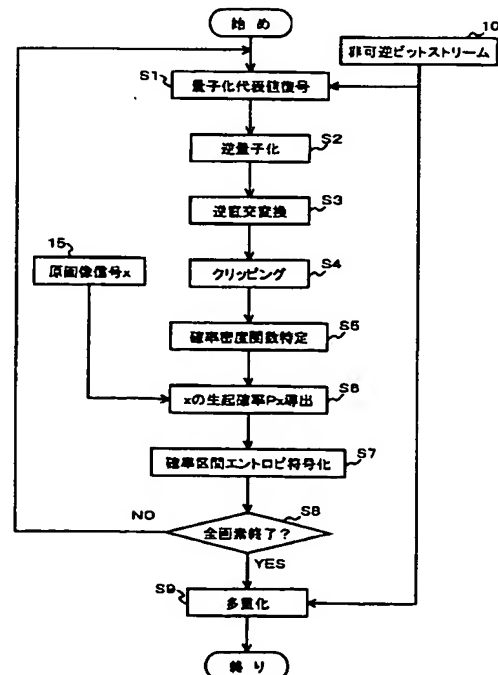 始め
10
非可逆ビットストリーム
S1
量子化代表値復号
S2
逆量子化
S3
逆直交変換
15
原画像信号x
S4
クリッピング
S5
確率密度関数特定
S6
xの生起確率Px導出
S7
確率区間エントロピ符号化
S8
NO
全画素終了?
YES
S9
多重化
終り